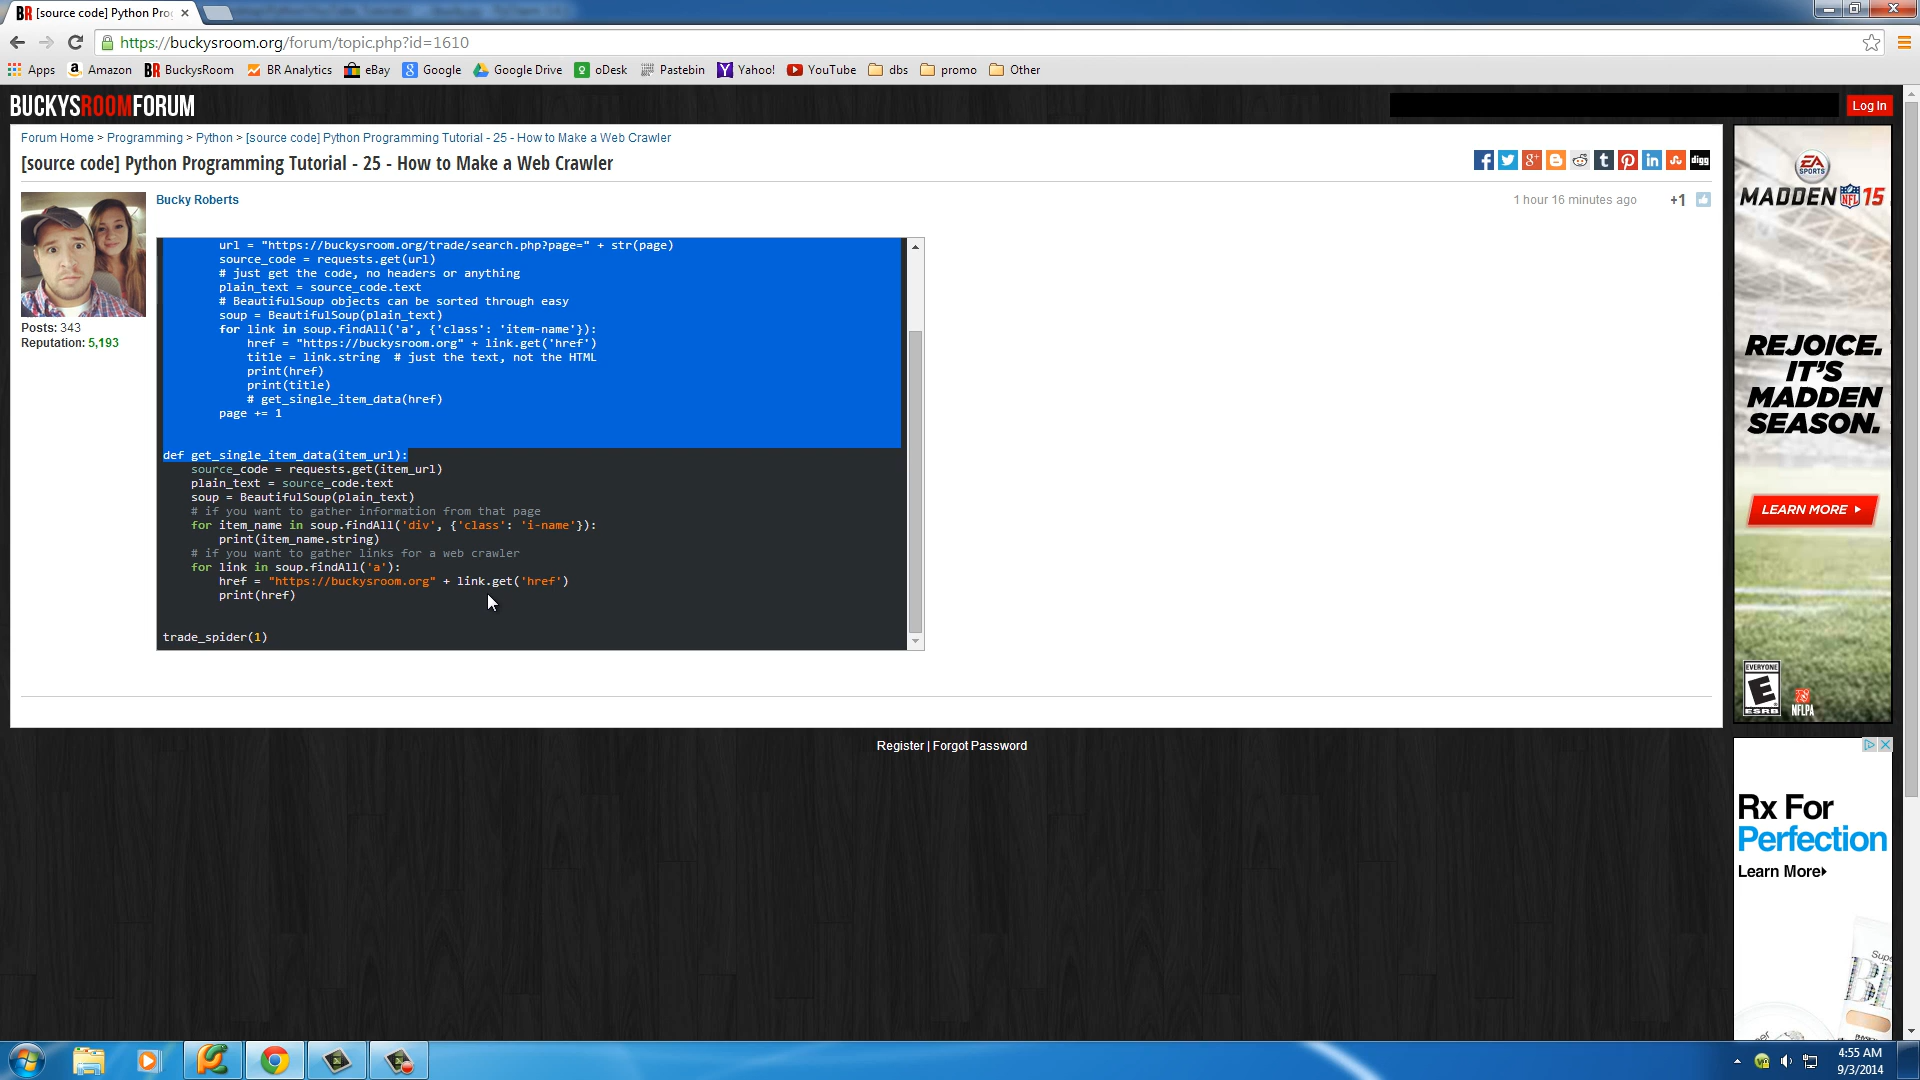 BR [source code] Python Pro
https://buckysroom.org/forum/topic.php?id=1610
Apps Amazon BR BuckysRoom BR Analytics eBay Google Google Drive oDesk Pastebin Yahoo! YouTube dbs promo Other
BUCKYSROOMFORUM
Log In
Forum Home > Programming > Python > [source code] Python Programming Tutorial - 25 - How to Make a Web Crawler
[source code] Python Programming Tutorial - 25 - How to Make a Web Crawler
Bucky Roberts
1 hour 16 minutes ago
+1
Posts: 343
Reputation: 5,193
url = "https://buckysroom.org/trade/search.php?page=" + str(page)
source_code = requests.get(url)
# just get the code, no headers or anything
plain_text = source_code.text
# BeautifulSoup objects can be sorted through easy
soup = BeautifulSoup(plain_text)
for link in soup.findAll('a', {'class': 'item-name'}):
href = "https://buckysroom.org" + link.get('href')
title = link.string # just the text, not the HTML
print(href)
print(title)
# get_single_item_data(href)
page += 1
def get_single_item_data(item_url):
source_code = requests.get(item_url)
plain_text = source_code.text
soup = BeautifulSoup(plain_text)
# if you want to gather information from that page
for item_name in soup.findAll('div', {'class': 'i-name'}):
print(item_name.string)
# if you want to gather links for a web crawler
for link in soup.findAll('a'):
href = "https://buckysroom.org" + link.get('href')
print(href)
trade_spider(1)
Register | Forgot Password
EA
SPORTS
MADDEN NFL 15
REJOICE.
IT'S
MADDEN
SEASON.
LEARN MORE
EVERYONE
E
ESRB
NFLPA
Rx For
Perfection
Learn More
4:55 AM
9/3/2014